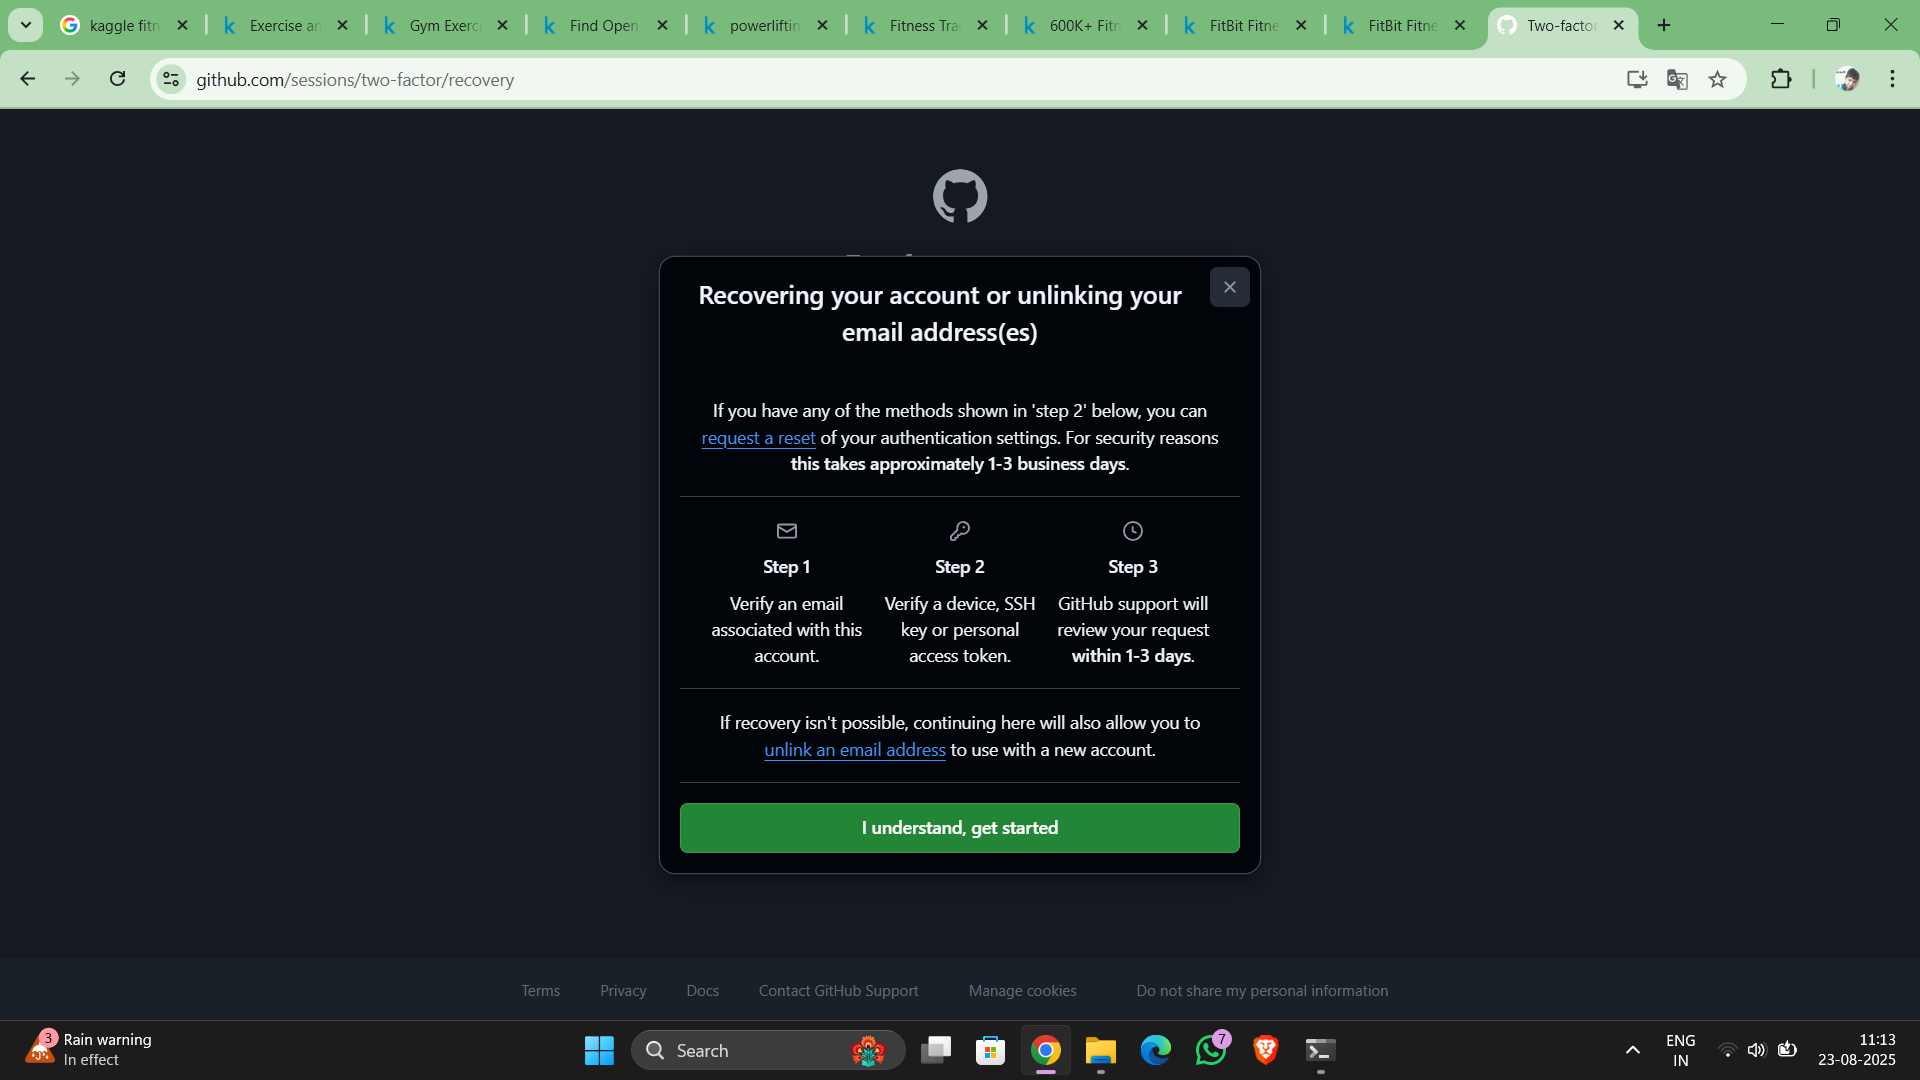 kaggle fitn
Exercise an
Gym Exerci
Find Open
powerliftin
Fitness Trac
600K+ Fitn
FitBit Fitne
FitBit Fitne
Two-factor
github.com/sessions/two-factor/recovery
Recovering your account or unlinking your
email address(es)
If you have any of the methods shown in 'step 2' below, you can
request a reset of your authentication settings. For security reasons
this takes approximately 1-3 business days.
Step 1
Verify an email
associated with this
account.
Step 2
Verify a device, SSH
key or personal
access token.
Step 3
GitHub support will
review your request
within 1-3 days.
If recovery isn't possible, continuing here will also allow you to
unlink an email address to use with a new account.
I understand, get started
Terms
Privacy
Docs
Contact GitHub Support
Manage cookies
Do not share my personal information
3
Rain warning
In effect
Search
7
ENG
IN
11:13
23-08-2025